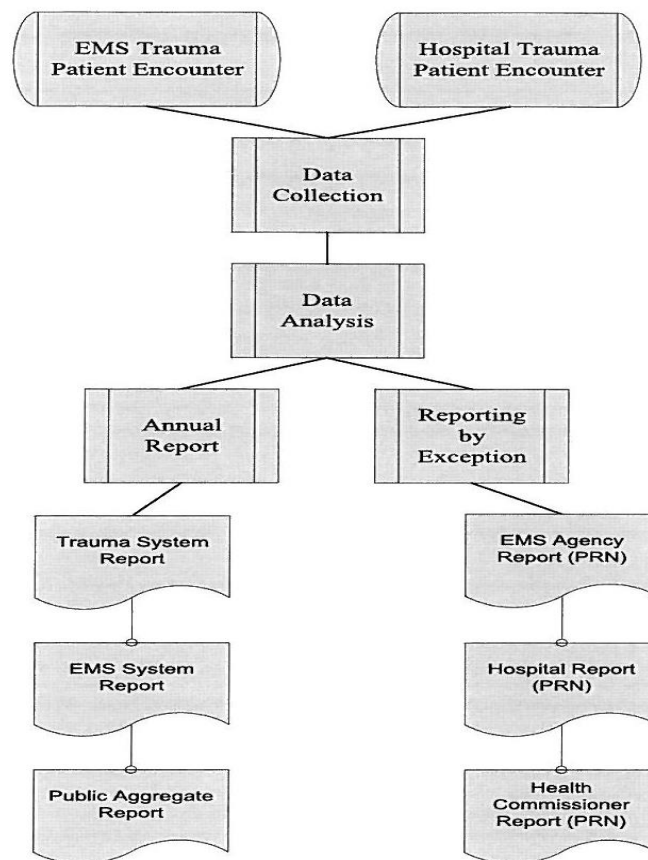 EMS Trauma
Patient Encounter
Hospital Trauma
Patient Encounter
Data
Collection
Data
Analysis
Annual
Report
Reporting
by
Exception
Trauma System
Report
EMS Agency
Report (PRN)
EMS System
Report
Hospital Report
(PRN)
Public Aggregate
Report
Health
Commissioner
Report (PRN)